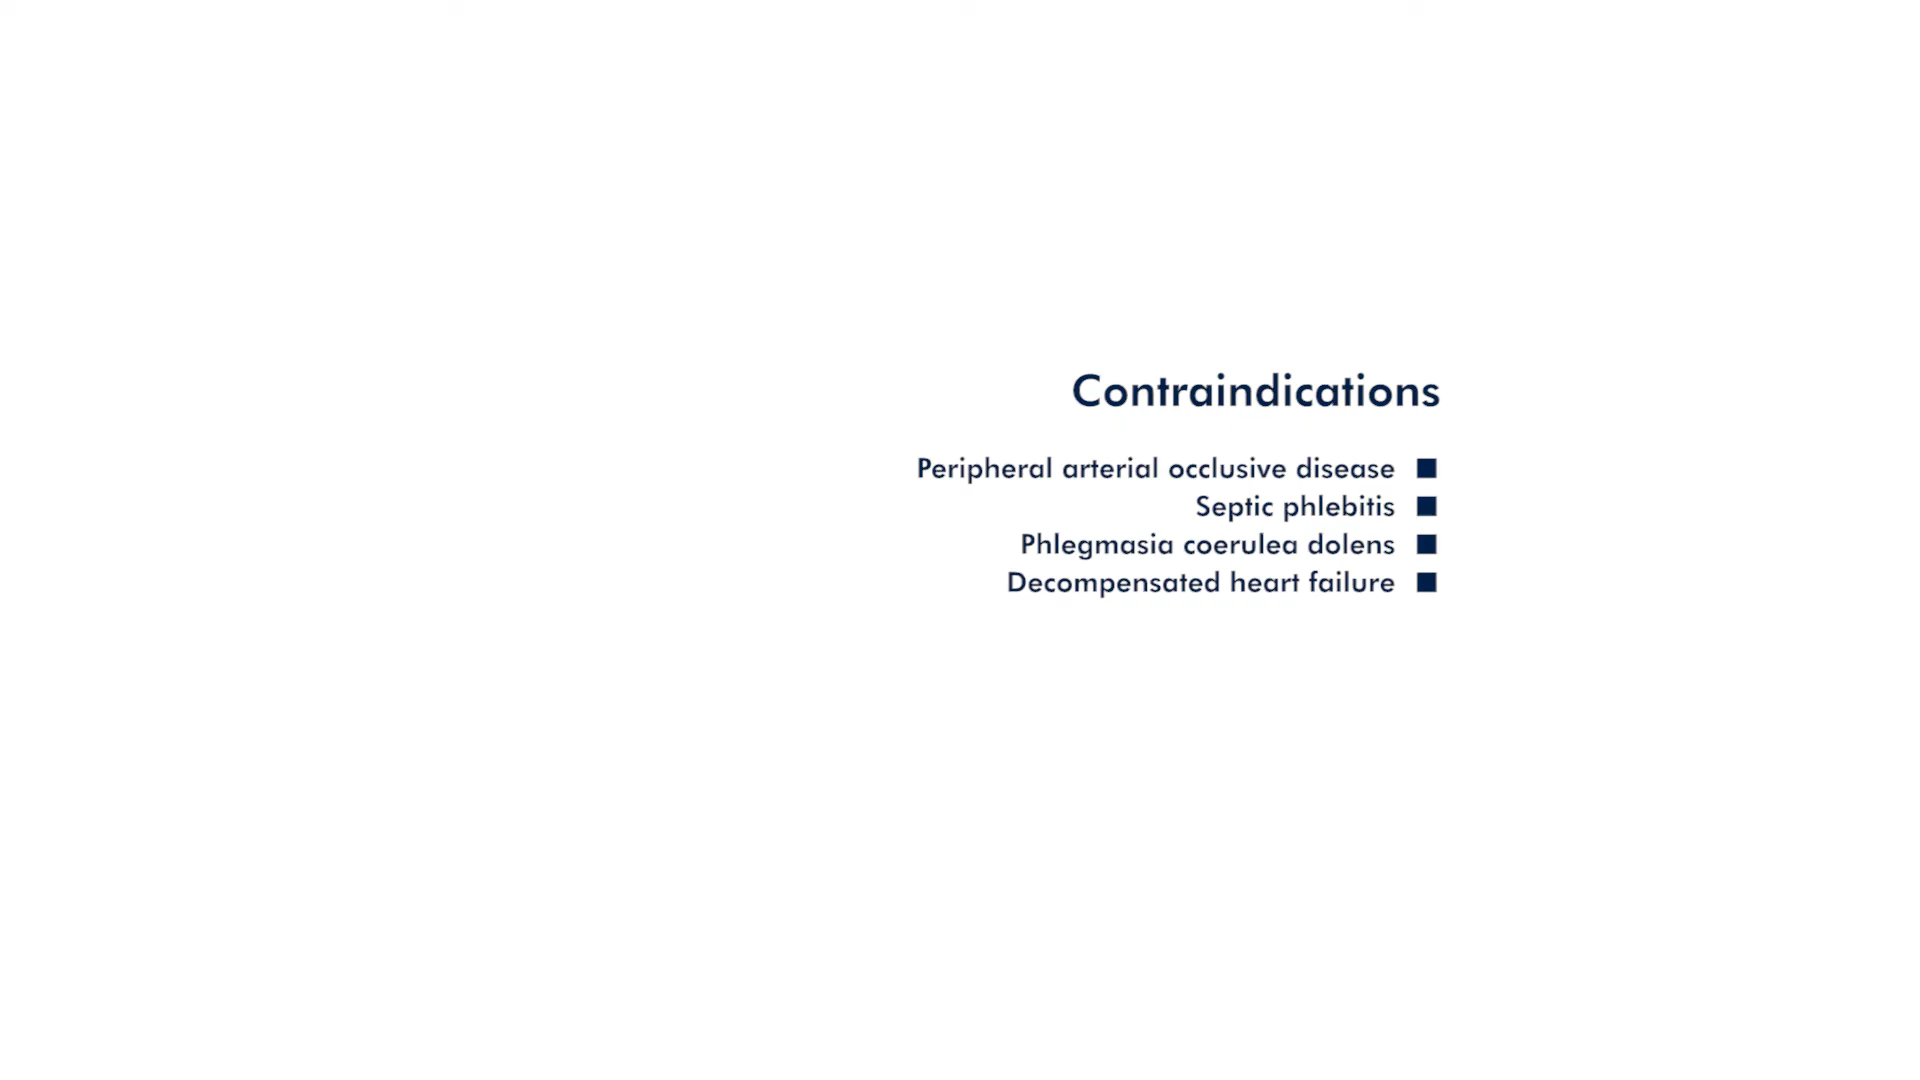 Contraindications
Peripheral arterial occlusive disease ■
Septic phlebitis ■
Phlegmasia coerulea dolens ■
Decompensated heart failure ■